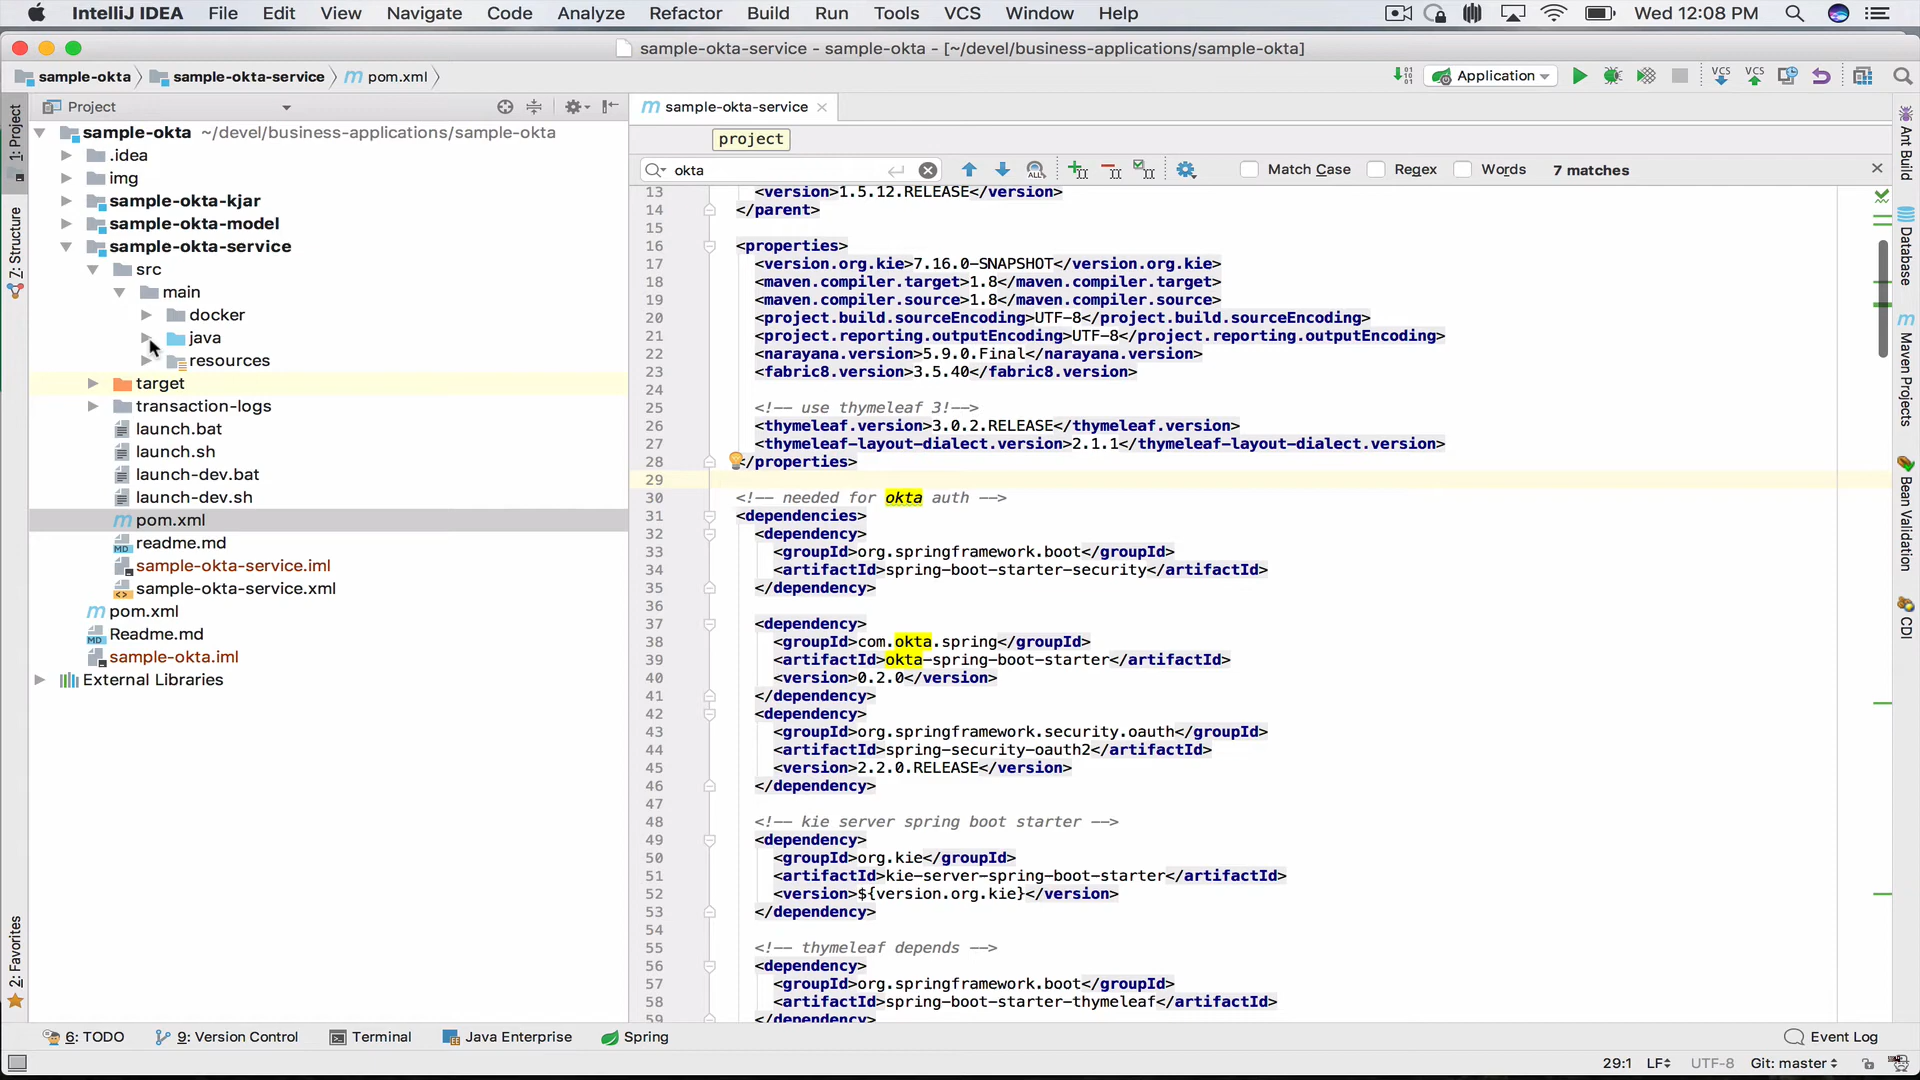 IntelliJ IDEA File Edit View Navigate Code Analyze Refactor Build Run Tools VCS Window Help Wed 12:08 PM
sample-okta-service - sample-okta - [~/devel/business-applications/sample-okta]
sample-okta sample-okta-service m pom.xml Application VCS VCS
Project
m sample-okta-service
sample-okta ~/devel/business-applications/sample-okta
.idea
img
sample-okta-kjar
sample-okta-model
sample-okta-service
src
main
docker
java
resources
target
transaction-logs
launch.bat
launch.sh
launch-dev.bat
launch-dev.sh
m pom.xml
MD readme.md
sample-okta-service.iml
sample-okta-service.xml
m pom.xml
MD Readme.md
sample-okta.iml
External Libraries
project
okta Match Case Regex Words 7 matches
13 <version>1.5.12.RELEASE</version>
14 </parent>
15
16 <properties>
17 <version.org.kie>7.16.0-SNAPSHOT</version.org.kie>
18 <maven.compiler.target>1.8</maven.compiler.target>
19 <maven.compiler.source>1.8</maven.compiler.source>
20 <project.build.sourceEncoding>UTF-8</project.build.sourceEncoding>
21 <project.reporting.outputEncoding>UTF-8</project.reporting.outputEncoding>
22 <narayana.version>5.9.0.Final</narayana.version>
23 <fabric8.version>3.5.40</fabric8.version>
24
25 <!-- use thymeleaf 3!-->
26 <thymeleaf.version>3.0.2.RELEASE</thymeleaf.version>
27 <thymeleaf-layout-dialect.version>2.1.1</thymeleaf-layout-dialect.version>
28 </properties>
29
30 <!-- needed for okta auth -->
31 <dependencies>
32 <dependency>
33 <groupId>org.springframework.boot</groupId>
34 <artifactId>spring-boot-starter-security</artifactId>
35 </dependency>
36
37 <dependency>
38 <groupId>com.okta.spring</groupId>
39 <artifactId>okta-spring-boot-starter</artifactId>
40 <version>0.2.0</version>
41 </dependency>
42 <dependency>
43 <groupId>org.springframework.security.oauth</groupId>
44 <artifactId>spring-security-oauth2</artifactId>
45 <version>2.2.0.RELEASE</version>
46 </dependency>
47
48 <!-- kie server spring boot starter -->
49 <dependency>
50 <groupId>org.kie</groupId>
51 <artifactId>kie-server-spring-boot-starter</artifactId>
52 <version>${version.org.kie}</version>
53 </dependency>
54
55 <!-- thymeleaf depends -->
56 <dependency>
57 <groupId>org.springframework.boot</groupId>
58 <artifactId>spring-boot-starter-thymeleaf</artifactId>
59 </dependency>
1: Project
Z: Structure
2: Favorites
Ant Build
Database
m Maven Projects
Bean Validation
CDI
6: TODO 9: Version Control Terminal Java Enterprise Spring Event Log
29:1 LF UTF-8 Git: master